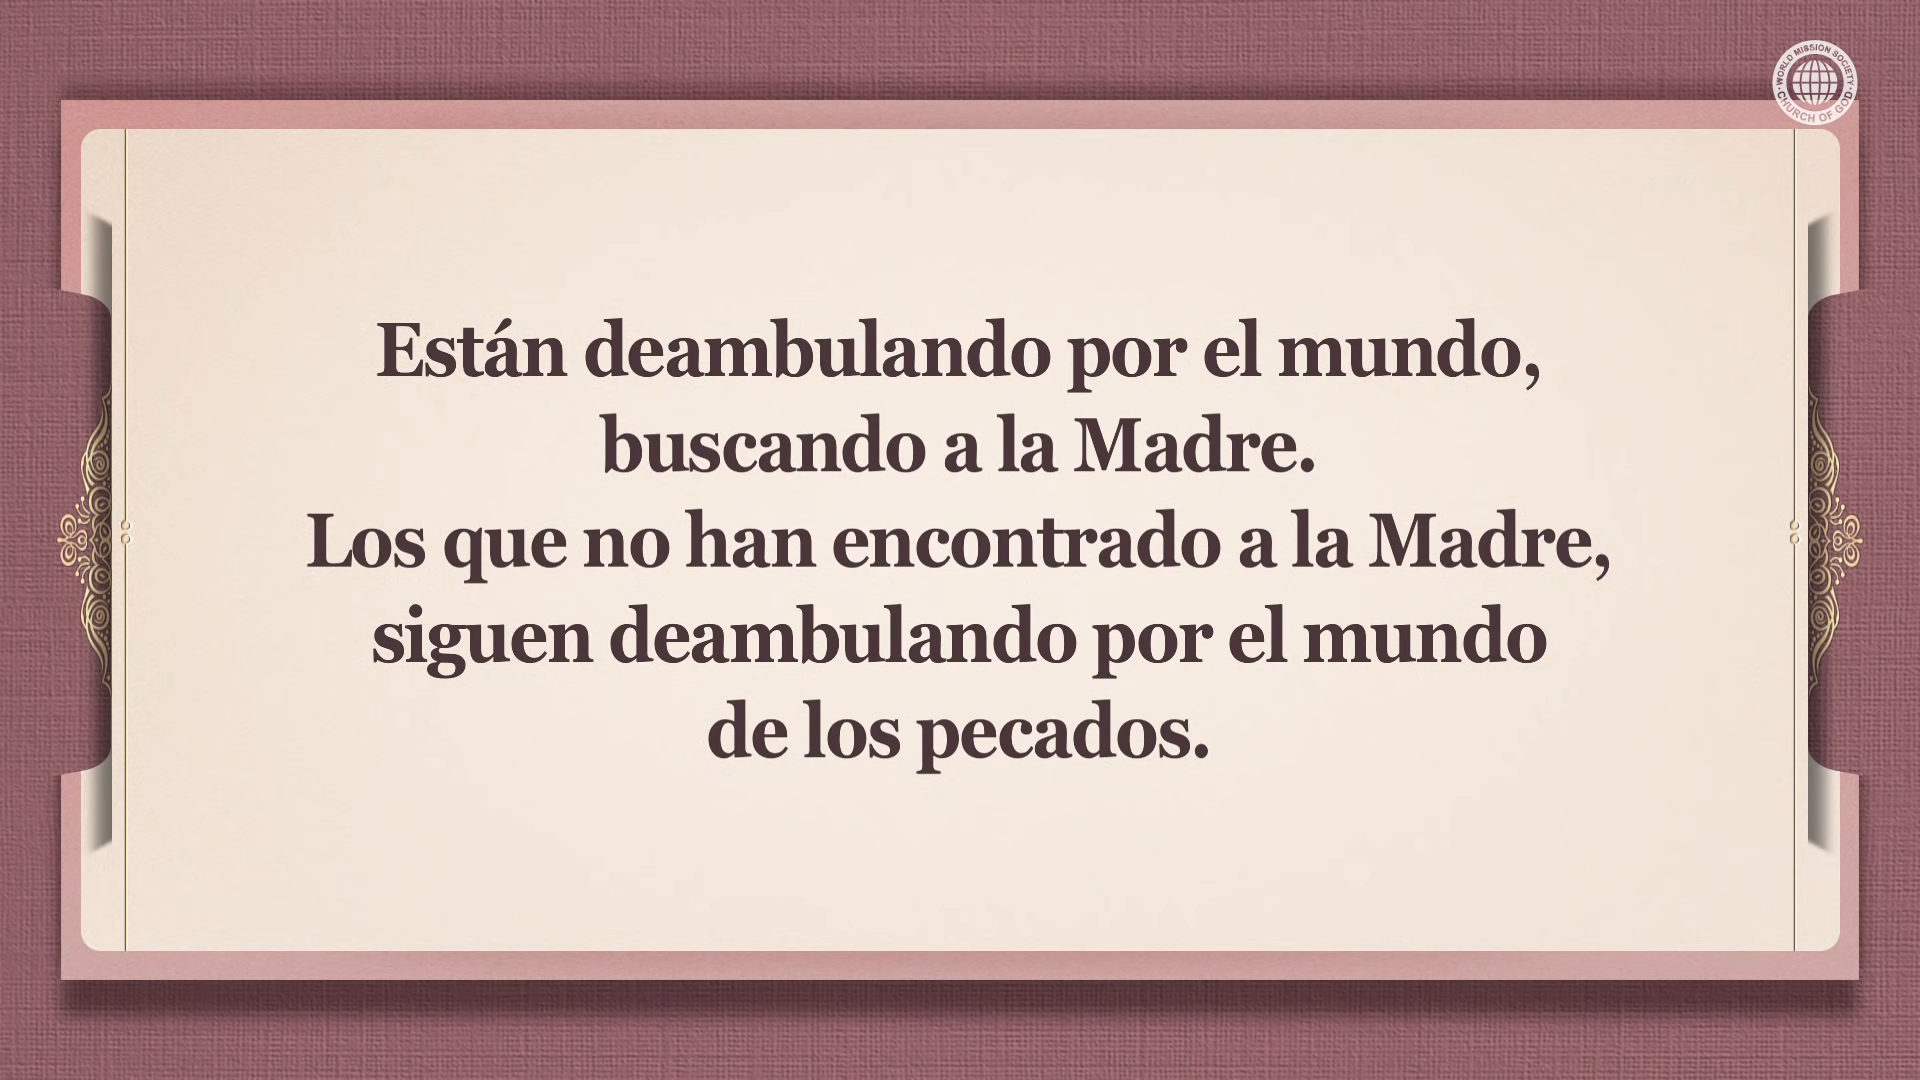 WORLD MISSION SOCIETY
CHURCH OF GOD
Están deambulando por el mundo,
buscando a la Madre.
Los que no han encontrado a la Madre,
siguen deambulando por el mundo
de los pecados.